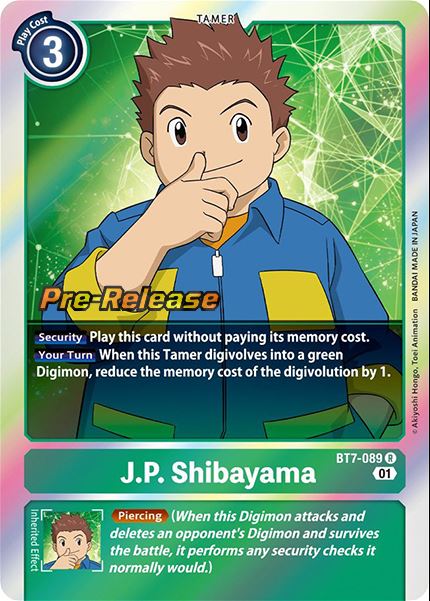 TAMER
Play Cost
3
Pre-Release
Security Play this card without paying its memory cost.
Your Turn When this Tamer digivolves into a green
Digimon, reduce the memory cost of the digivolution by 1.
© Akiyoshi Hongo, Toei Animation BANDAI MADE IN JAPAN
BT7-089 R
J.P. Shibayama
01
Inherited Effect
Piercing (When this Digimon attacks and
deletes an opponent's Digimon and survives
the battle, it performs any security checks it
normally would.)